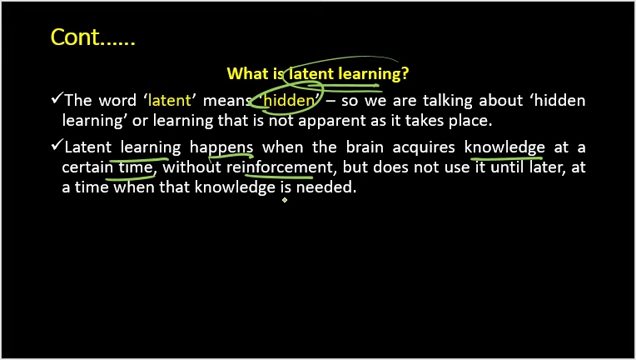 Cont......
What is latent learning?
✓The word 'latent' means 'hidden' – so we are talking about 'hidden
learning' or learning that is not apparent as it takes place.
✓Latent learning happens when the brain acquires knowledge at a
certain time, without reinforcement, but does not use it until later, at
a time when that knowledge is needed.